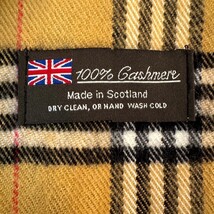 100% Cashmere
Made in Scotland
DRY CLEAN, OR HAND WASH COLD